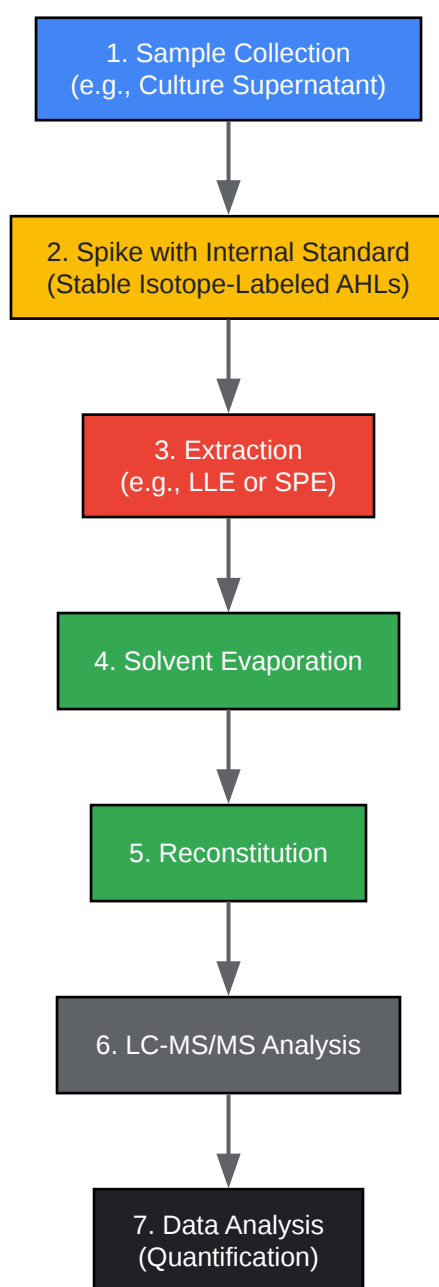 1. Sample Collection
(e.g., Culture Supernatant)
2. Spike with Internal Standard
(Stable Isotope-Labeled AHLs)
3. Extraction
(e.g., LLE or SPE)
4. Solvent Evaporation
5. Reconstitution
6. LC-MS/MS Analysis
7. Data Analysis
(Quantification)